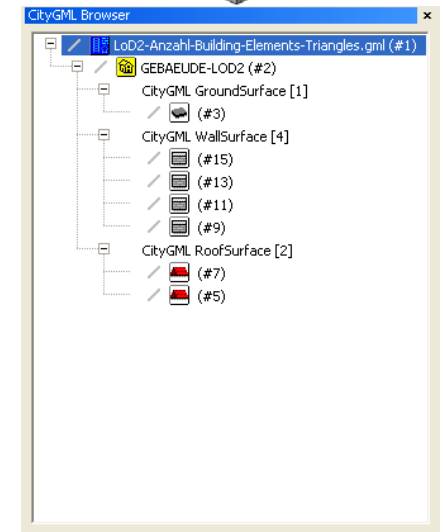 CityGML Browser
LoD2-Anzahl-Building-Elements-Triangles.gml (#1)
GEBAEUDE-LOD2 (#2)
CityGML GroundSurface [1]
(#3)
CityGML WallSurface [4]
(#15)
(#13)
(#11)
(#9)
CityGML RoofSurface [2]
(#7)
(#5)